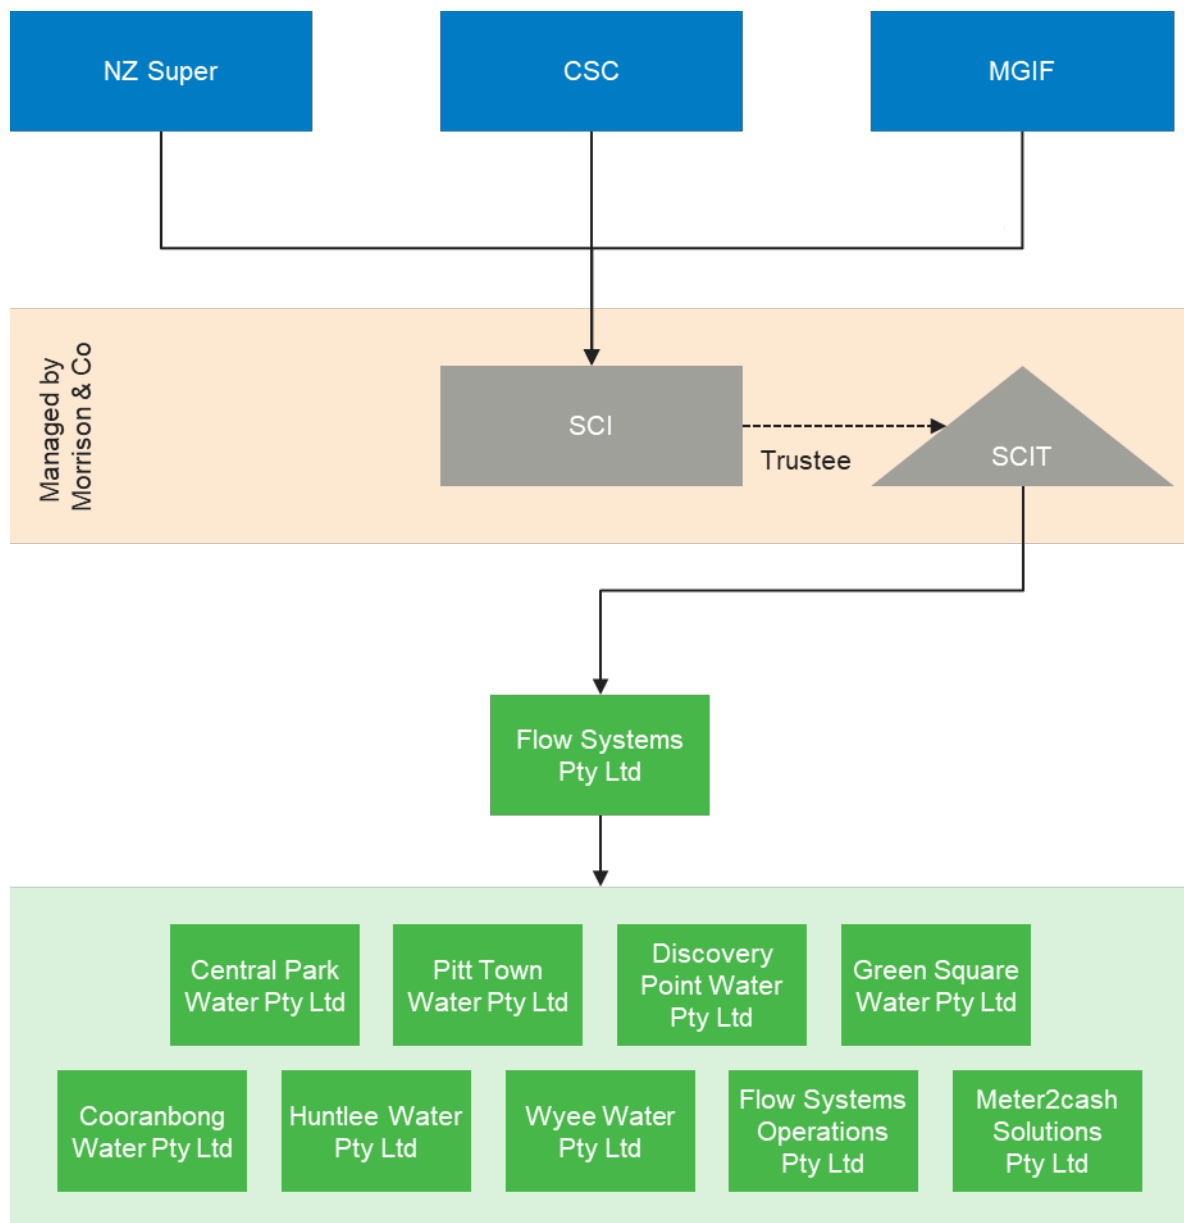 NZ Super
CSC
MGIF
Managed by
Morrison & Co
SCI
Trustee
SCIT
Flow Systems
Pty Ltd
Central Park
Water Pty Ltd
Pitt Town
Water Pty Ltd
Discovery
Point Water
Pty Ltd
Green Square
Water Pty Ltd
Cooranbong
Water Pty Ltd
Huntlee Water
Pty Ltd
Wyee Water
Pty Ltd
Flow Systems
Operations
Pty Ltd
Meter2cash
Solutions
Pty Ltd